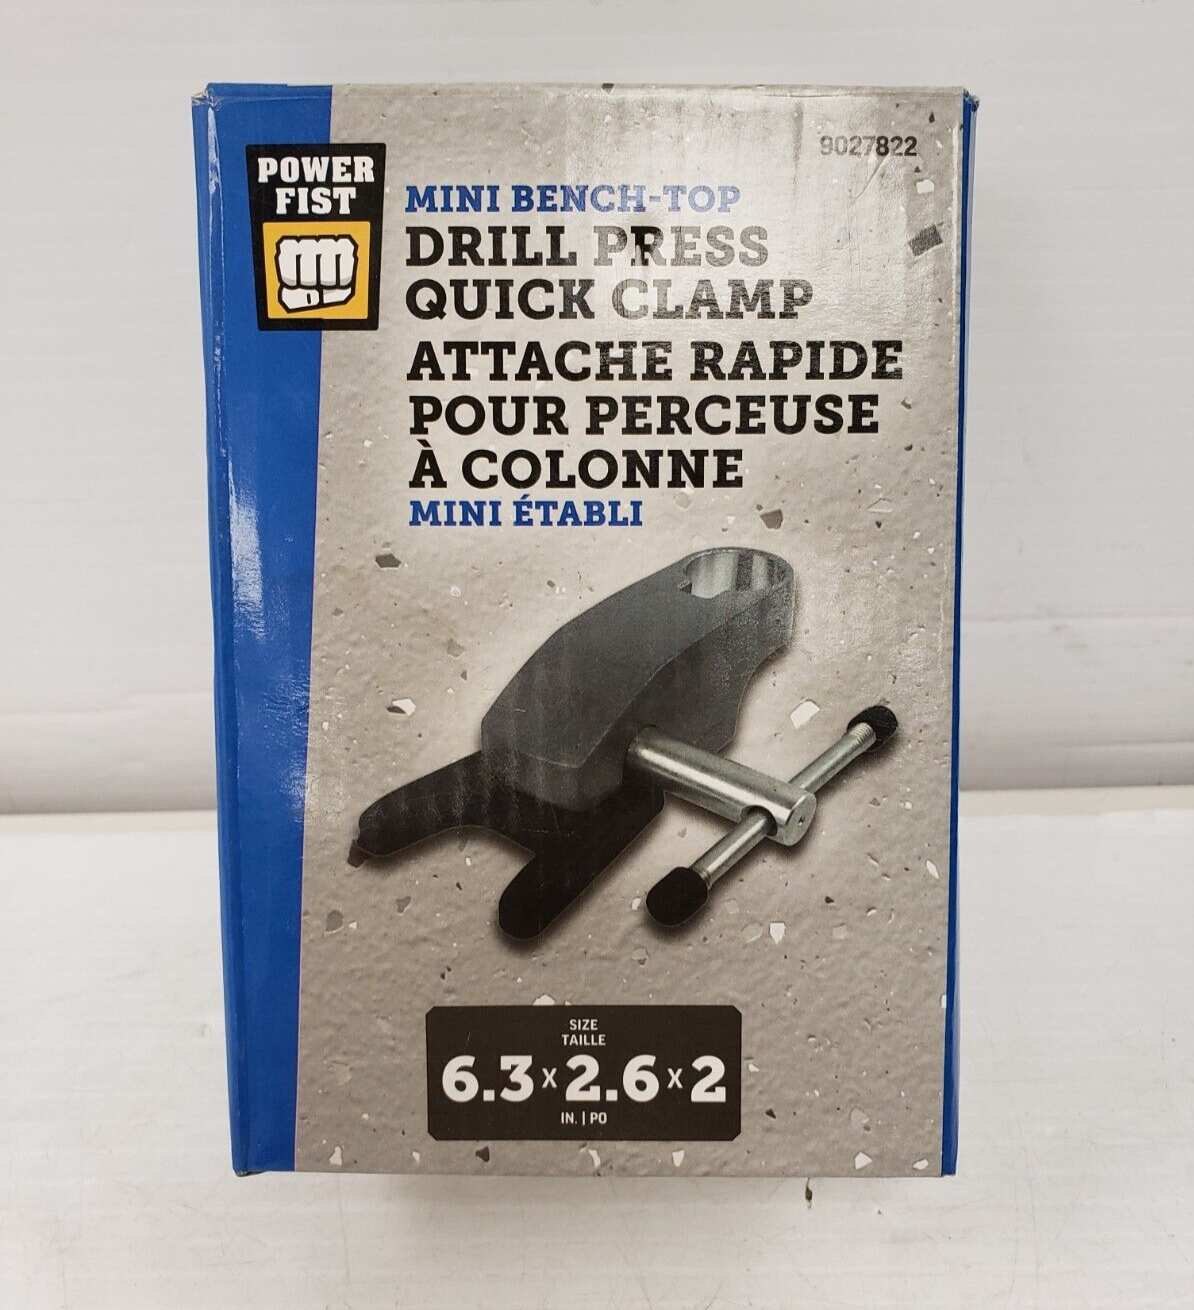 9027822
POWER
FIST
MINI BENCH-TOP
DRILL PRESS
QUICK CLAMP
ATTACHE RAPIDE
POUR PERCEUSE
À COLONNE
MINI ÉTABLI
SIZE
TAILLE
6.3 x 2.6 x 2
IN. | PO